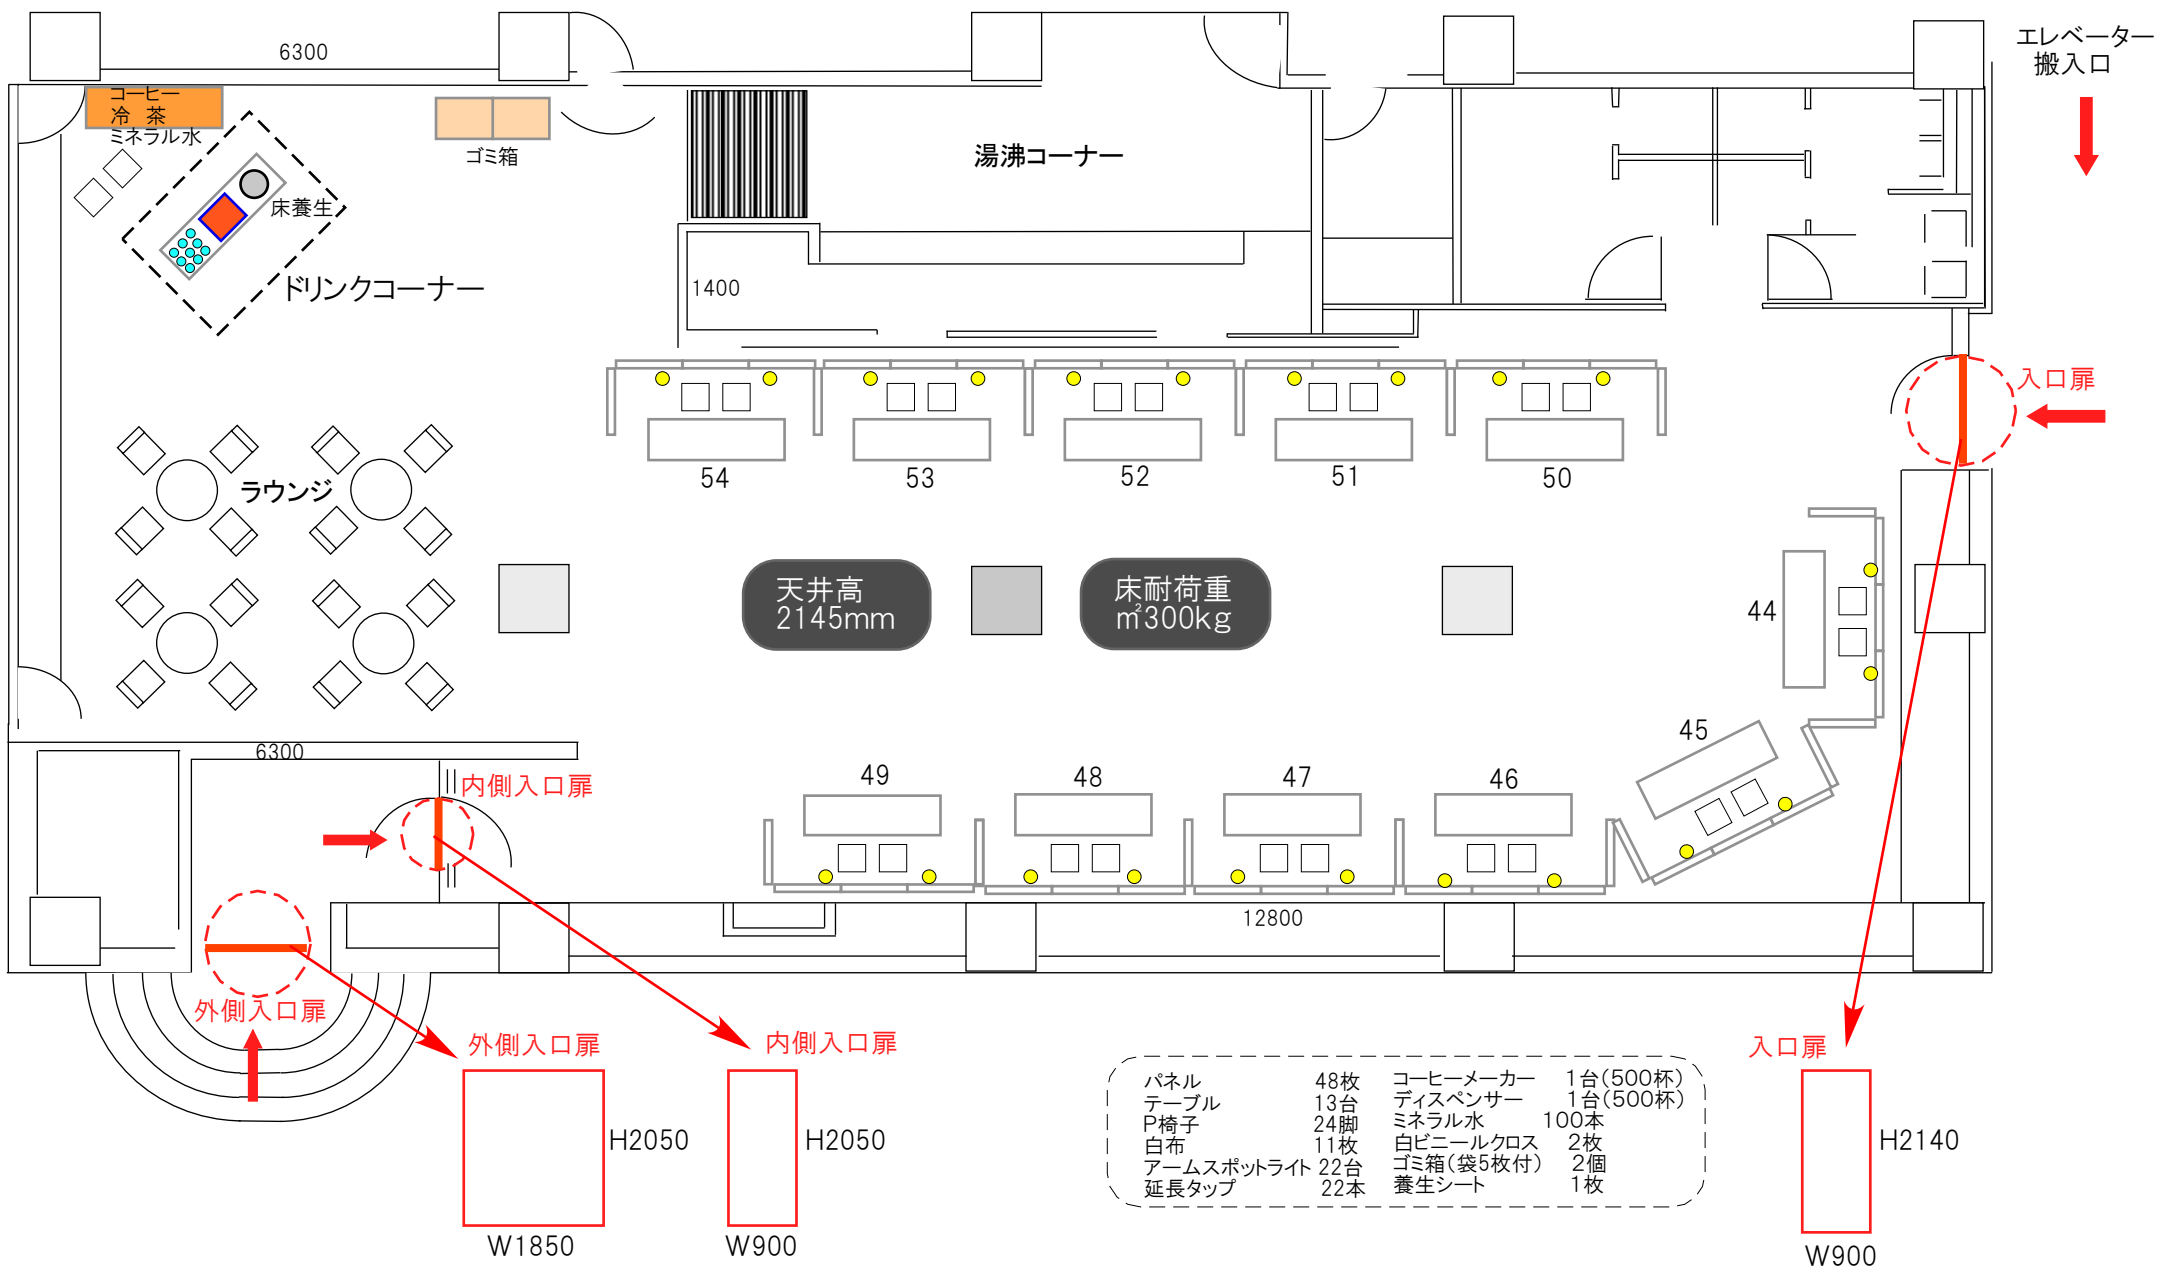 6300
エレベーター
搬入口
コーヒー
冷 茶
ミネラル水
ゴミ箱
湯沸コーナー
床養生
ドリンクコーナー
1400
入口扉
54
53
52
51
50
ラウンジ
天井高
2145mm
床耐荷重
㎡300kg
44
45
6300
内側入口扉
49
48
47
46
12800
外側入口扉
外側入口扉
内側入口扉
入口扉
H2050
W1850
H2050
W900
パネル 48枚
テーブル 13台
P椅子 24脚
白布 11枚
アームスポットライト 22台
延長タップ 22本
コーヒーメーカー 1台(500杯)
ディスペンサー 1台(500杯)
ミネラル水 100本
白ビニールクロス 2枚
ゴミ箱(袋5枚付) 2個
養生シート 1枚
H2140
W900